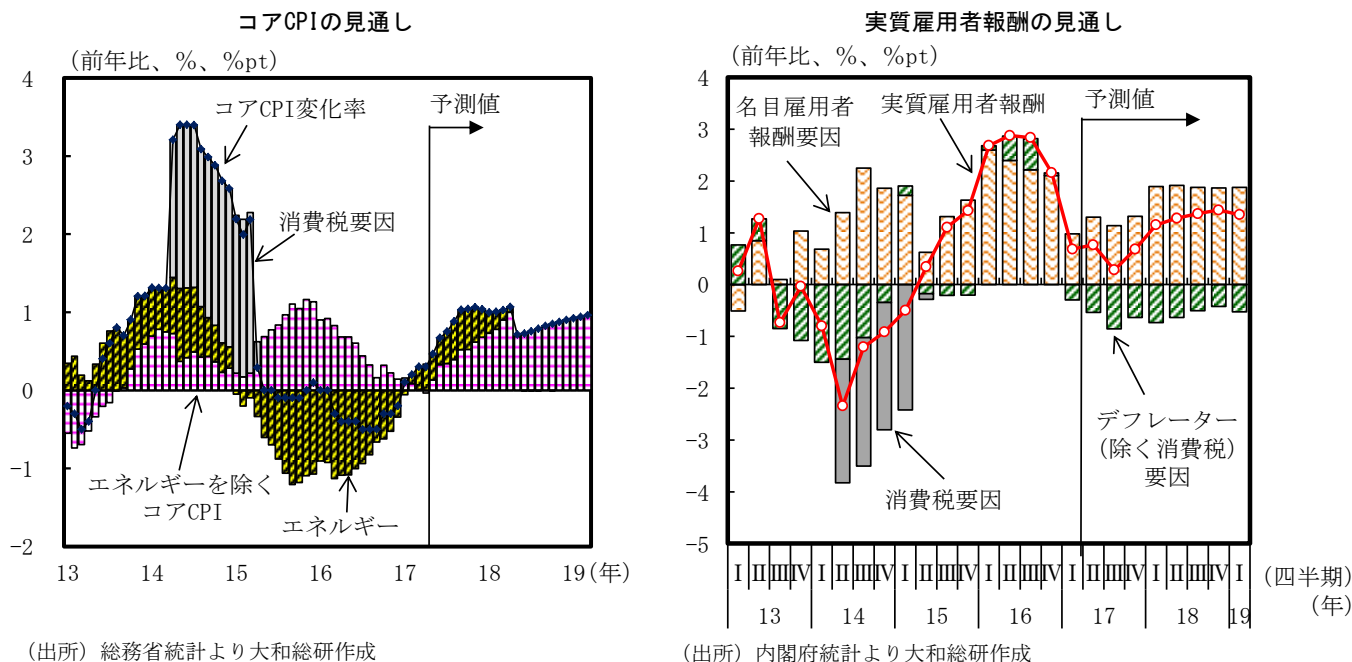 コアCPIの見通し
(前年比、%、%pt)
4
3
2
1
0
-1
-2
コアCPI変化率
予測値
消費税要因
エネルギーを除く
コアCPI
エネルギー
13 14 15 16 17 18 19(年)
(出所) 総務省統計より大和総研作成
実質雇用者報酬の見通し
(前年比、%、%pt)
4
3
2
1
0
-1
-2
-3
-4
-5
名目雇用者
報酬要因
実質雇用者報酬
予測値
デフレーター
(除く消費税)
要因
消費税要因
Ⅰ Ⅱ Ⅲ Ⅳ Ⅰ Ⅱ Ⅲ Ⅳ Ⅰ Ⅱ Ⅲ Ⅳ Ⅰ Ⅱ Ⅲ Ⅳ Ⅰ Ⅱ Ⅲ Ⅳ Ⅰ Ⅱ Ⅲ Ⅳ Ⅰ (四半期)
13 14 15 16 17 18 19 (年)
(出所) 内閣府統計より大和総研作成